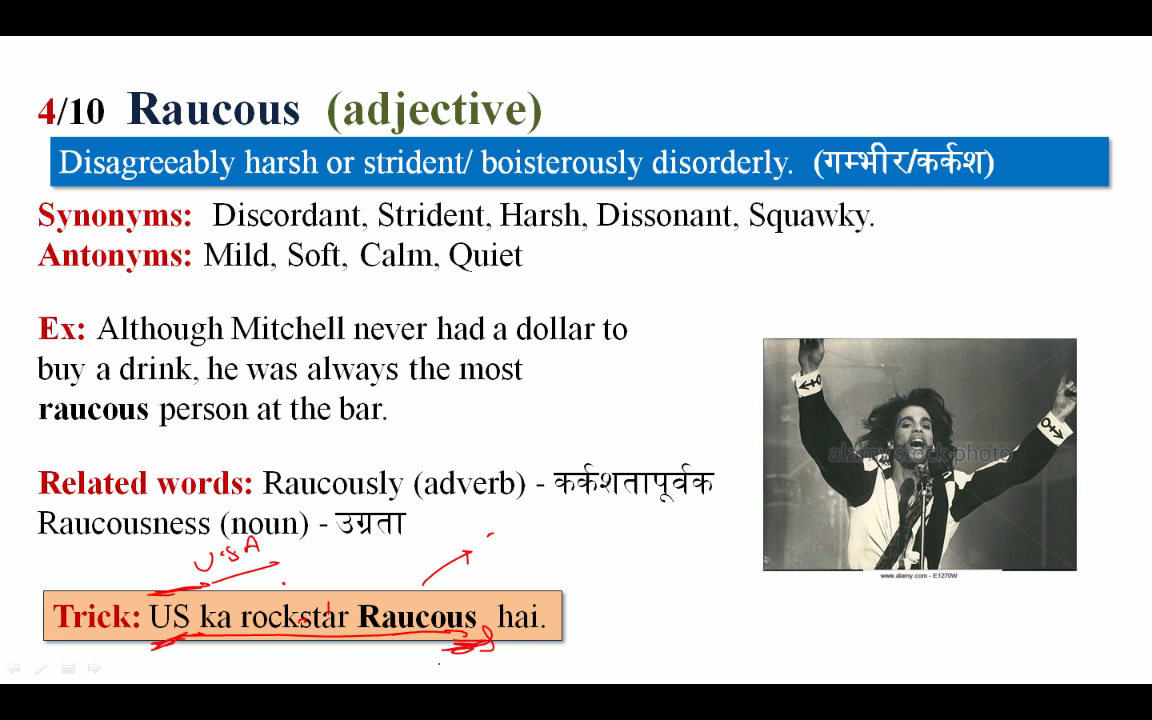 4/10 Raucous (adjective)
Disagreeably harsh or strident/ boisterously disorderly. (गम्भीर/कर्कश)
Synonyms: Discordant, Strident, Harsh, Dissonant, Squawky.
Antonyms: Mild, Soft, Calm, Quiet
Ex: Although Mitchell never had a dollar to
buy a drink, he was always the most
raucous person at the bar.
alamy stock photo
www.alamy.com - E1270W
Related words: Raucously (adverb) - कर्कशतापूर्वक
Raucousness (noun) - उग्रता
U.S A
Trick: US ka rockstar Raucous hai.